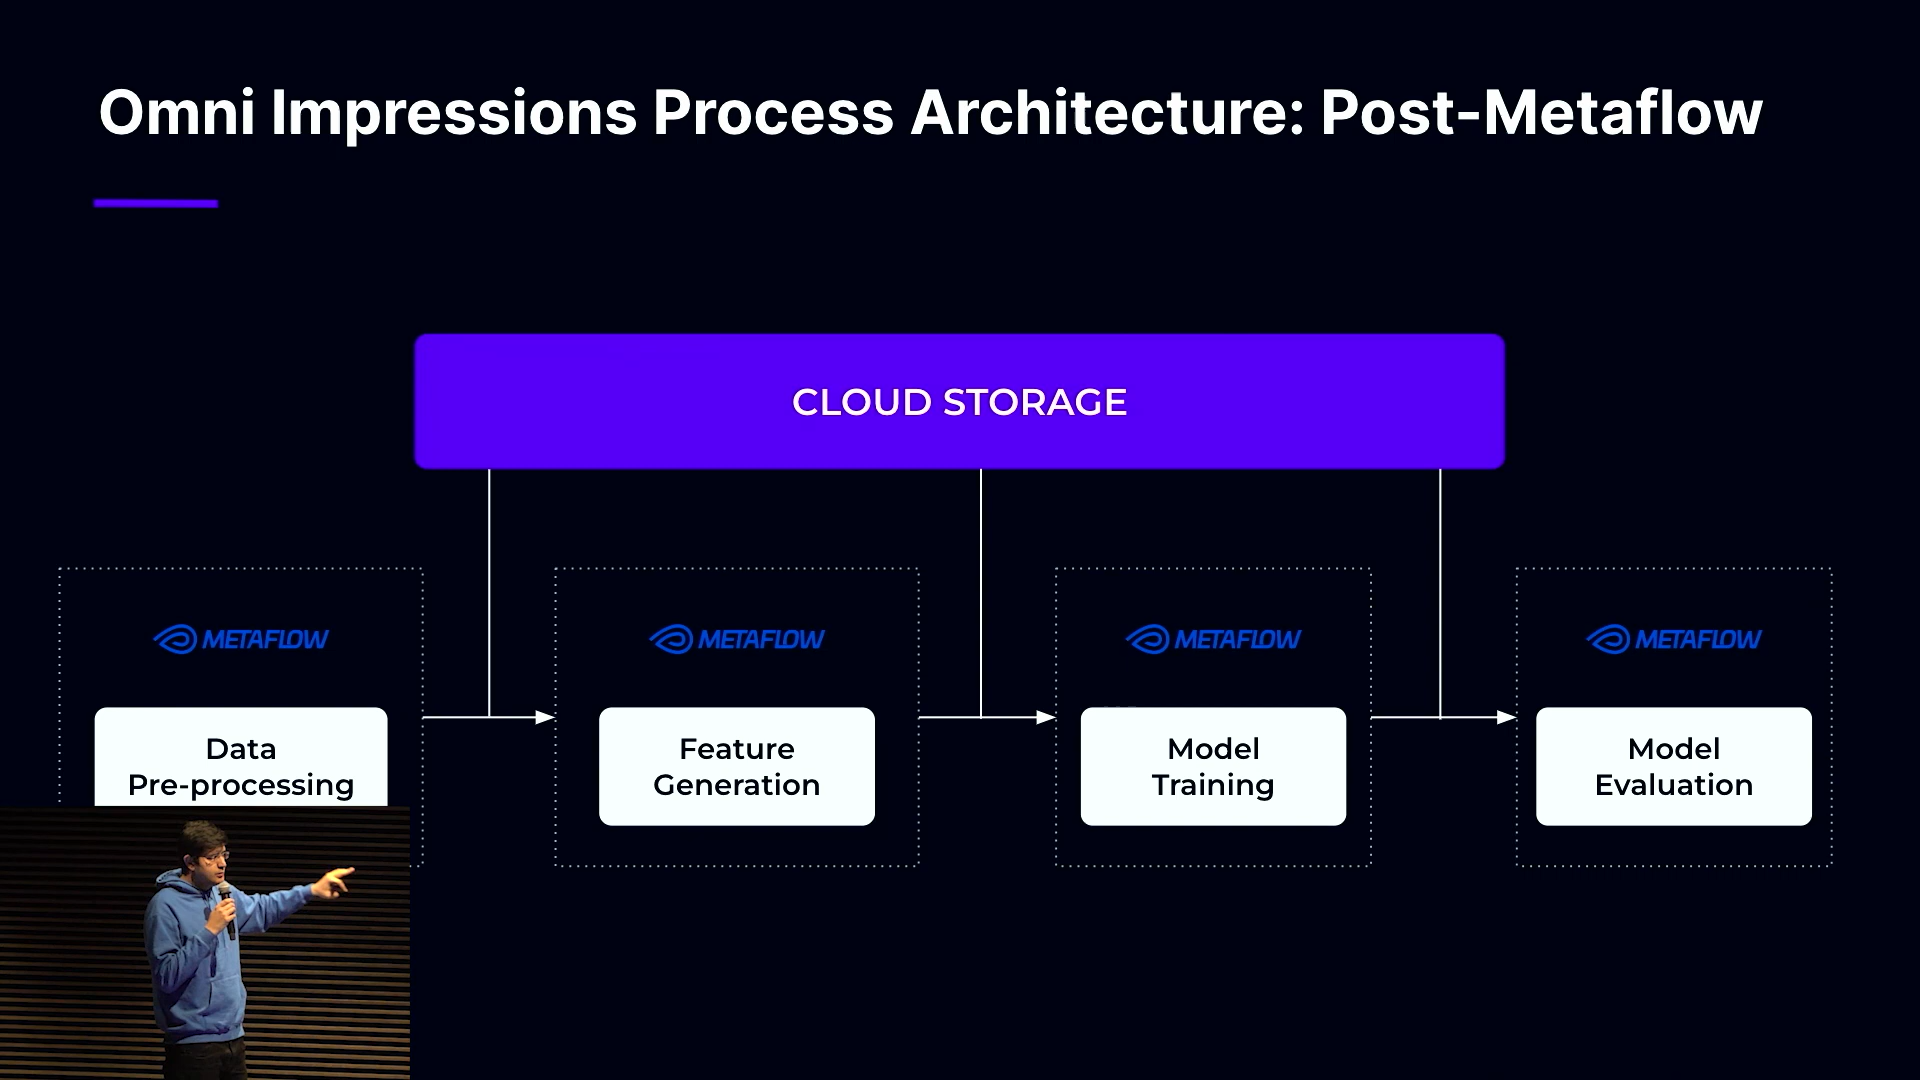 Omni Impressions Process Architecture: Post-Metaflow
CLOUD STORAGE
METAFLOW
METAFLOW
METAFLOW
METAFLOW
Data
Pre-processing
Feature
Generation
Model
Training
Model
Evaluation